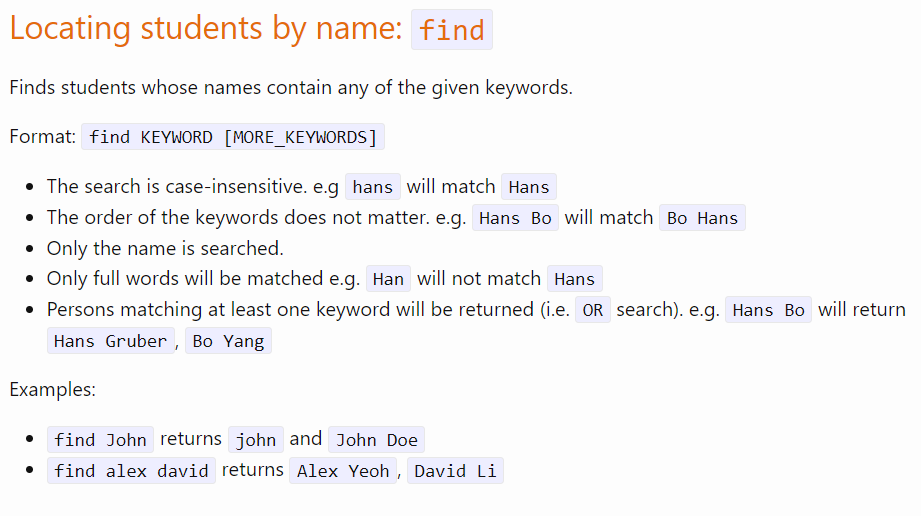 Locating students by name: find
Finds students whose names contain any of the given keywords.
Format: find KEYWORD [MORE_KEYWORDS]
The search is case-insensitive. e.g hans will match Hans
The order of the keywords does not matter. e.g. Hans Bo will match Bo Hans
Only the name is searched.
Only full words will be matched e.g. Han will not match Hans
Persons matching at least one keyword will be returned (i.e. OR search). e.g. Hans Bo will return
Hans Gruber, Bo Yang
Examples:
find John returns john and John Doe
find alex david returns Alex Yeoh, David Li